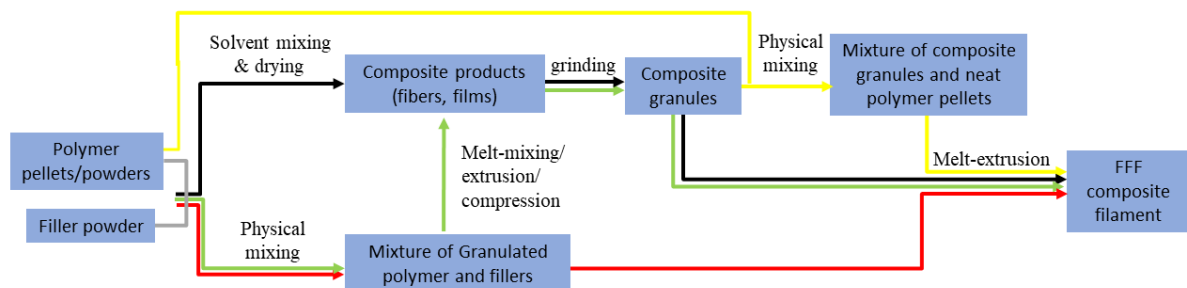 Solvent mixing
& drying
Composite products
(fibers, films)
grinding
Composite
granules
Physical
mixing
Mixture of composite
granules and neat
polymer pellets
Polymer
pellets/powders
Filler powder
Melt-mixing/
extrusion/
compression
Melt-extrusion
FFF
composite
filament
Physical
mixing
Mixture of Granulated
polymer and fillers